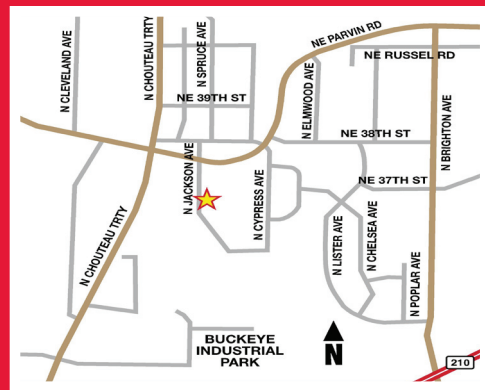 N CLEVELAND AVE
N CHOUTEAU TRTY
N SPRUCE AVE
NE PARVIN RD
NE RUSSEL RD
NE 39TH ST
N ELMWOOD AVE
NE 38TH ST
N BRIGHTON AVE
N JACKSON AVE
N CYPRESS AVE
NE 37TH ST
N CHOUTEAU TRTY
N LISTER AVE
N CHELSEA AVE
N POPLAR AVE
BUCKEYE
INDUSTRIAL
PARK
N
210